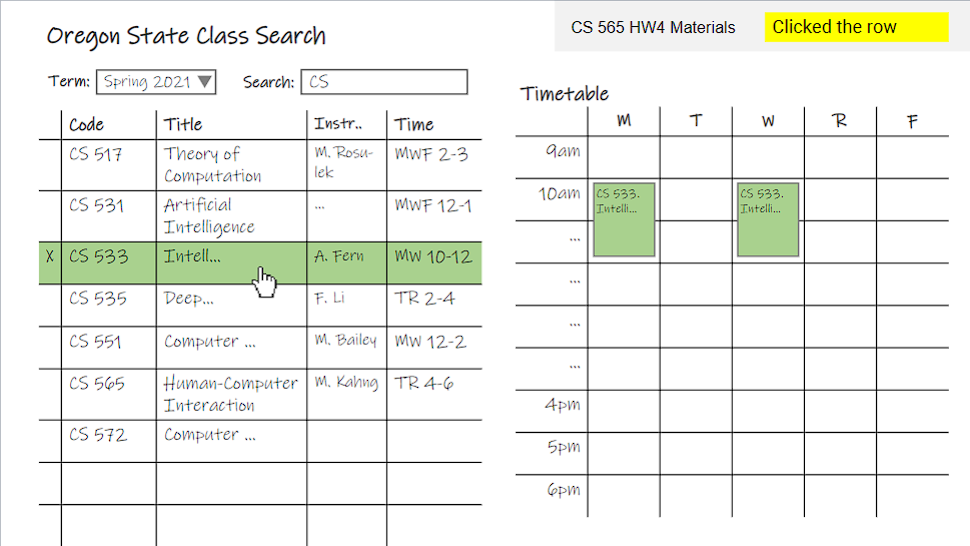 Oregon State Class Search
CS 565 HW4 Materials
Clicked the row
Term: Spring 2021 Search: CS
Code Title Instr.. Time
CS 517 Theory of Computation M. Rosu-lek MWF 2-3
CS 531 Artificial Intelligence ... MWF 12-1
X CS 533 Intell... A. Fern MW 10-12
CS 535 Deep... F. Li TR 2-4
CS 551 Computer ... M. Bailey MW 12-2
CS 565 Human-Computer Interaction M. Kahng TR 4-6
CS 572 Computer ...
Timetable
M T W R F
9am
10am CS 533. CS 533.
Intelli... Intelli...
...
...
...
...
4pm
5pm
6pm